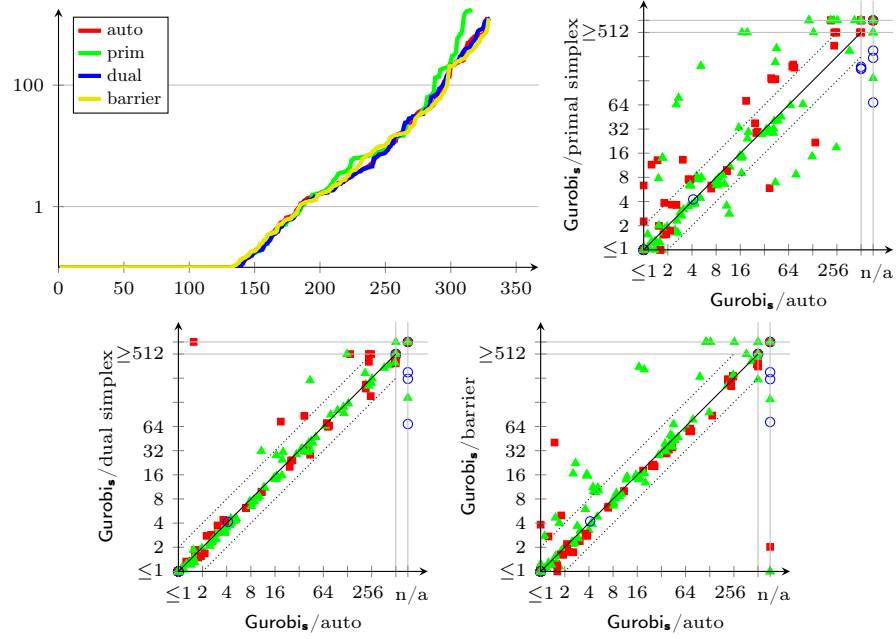 auto
prim
dual
barrier
100
1
0
50
100
150
200
250
300
350
Gurobis/primal simplex
≥512
64
32
16
8
4
2
≤1
≤1 2 4 8 16 64 256 n/a
Gurobis/auto
Gurobis/dual simplex
≥512
64
32
16
8
4
2
≤1
≤1 2 4 8 16 64 256 n/a
Gurobis/auto
Gurobis/barrier
≥512
64
32
16
8
4
2
≤1
≤1 2 4 8 16 64 256 n/a
Gurobis/auto